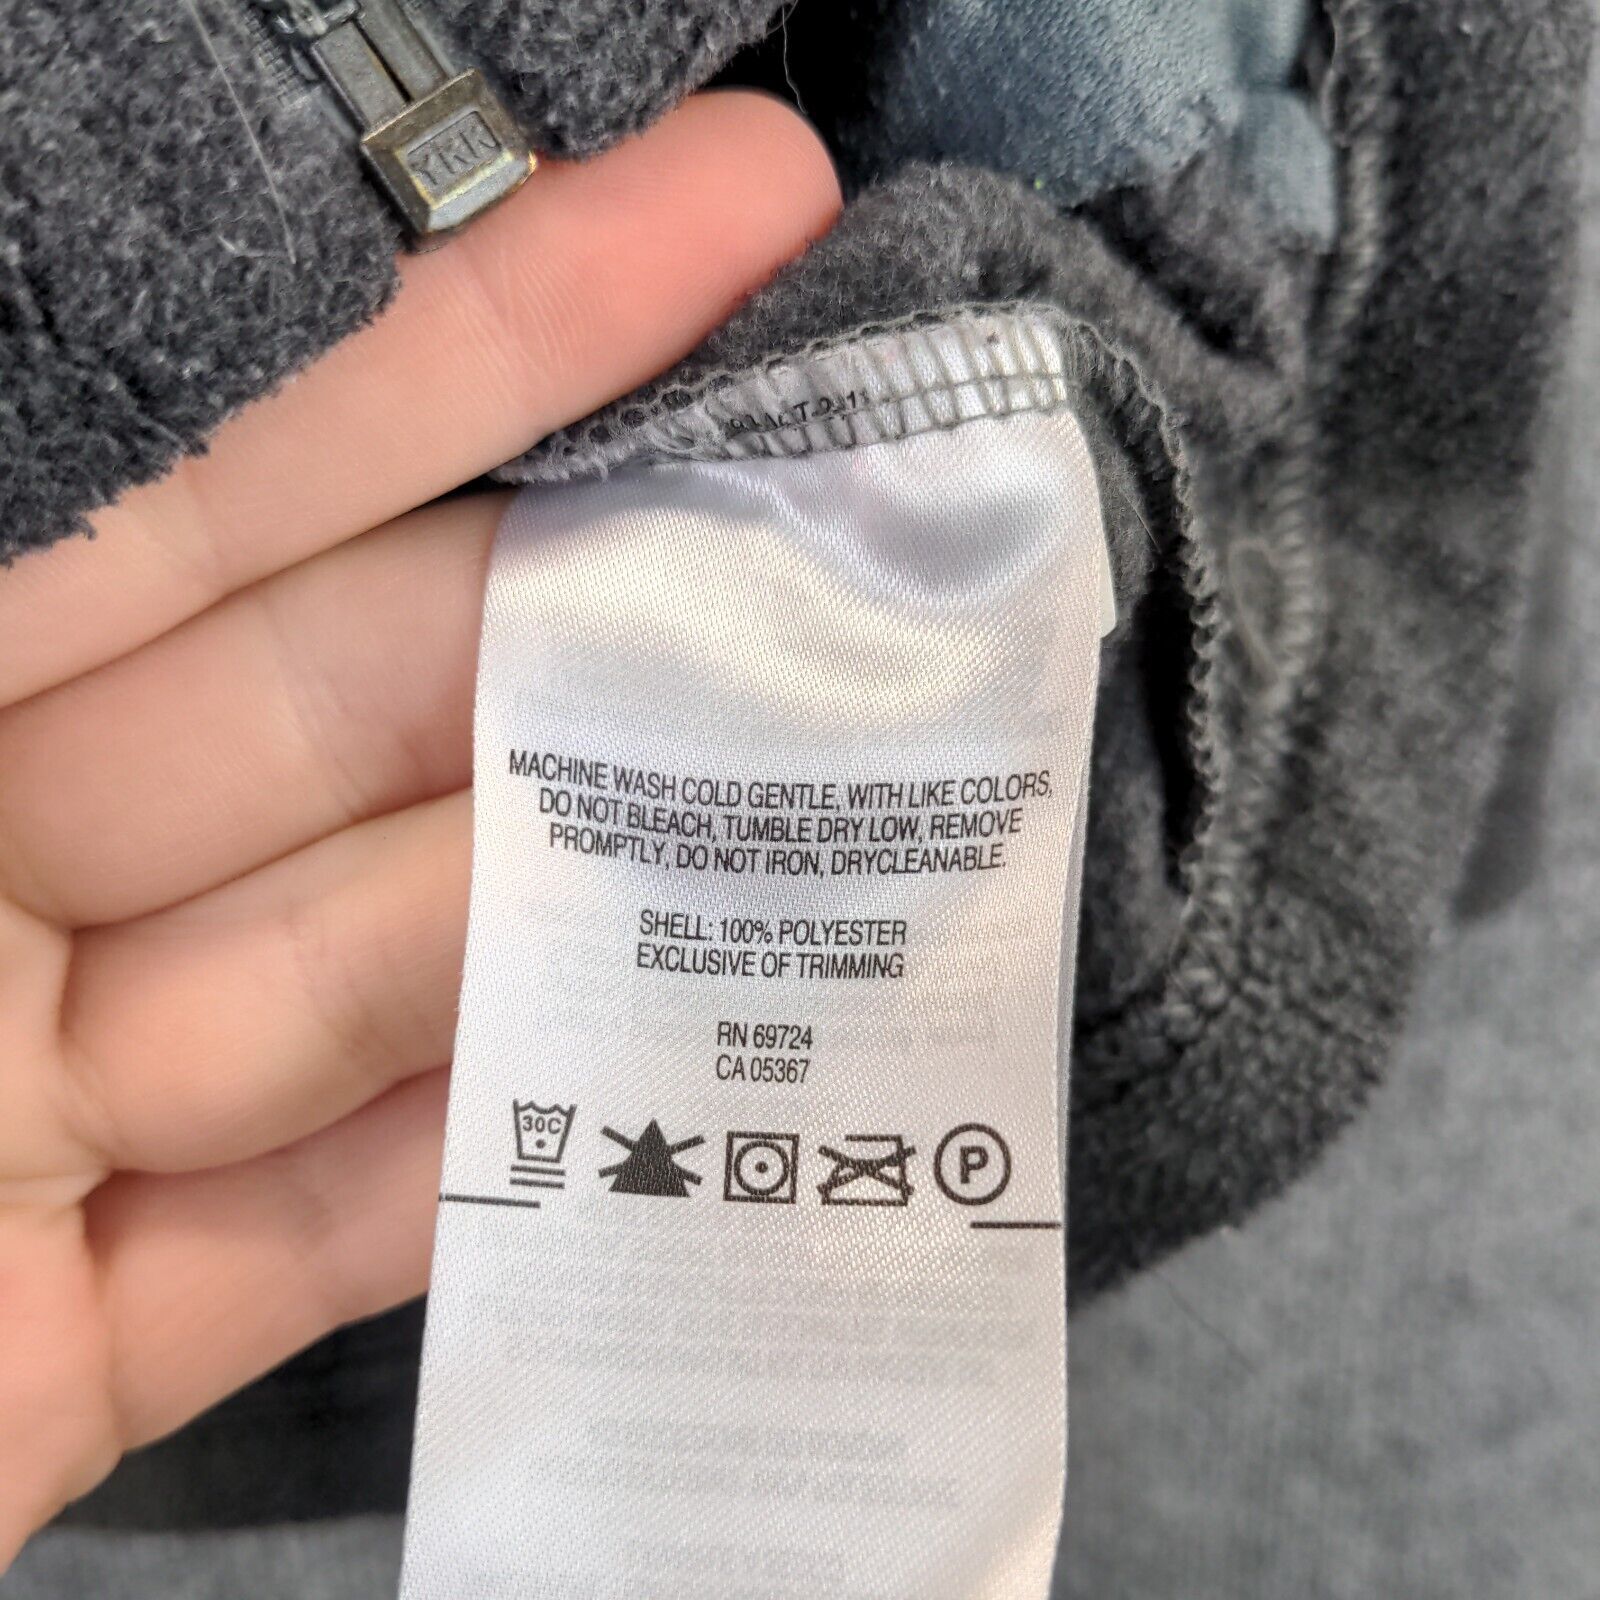 YKK
MACHINE WASH COLD GENTLE, WITH LIKE COLORS,
DO NOT BLEACH, TUMBLE DRY LOW, REMOVE
PROMPTLY, DO NOT IRON, DRYCLEANABLE.
SHELL: 100% POLYESTER
EXCLUSIVE OF TRIMMING
RN 69724
CA 05367
30C
P